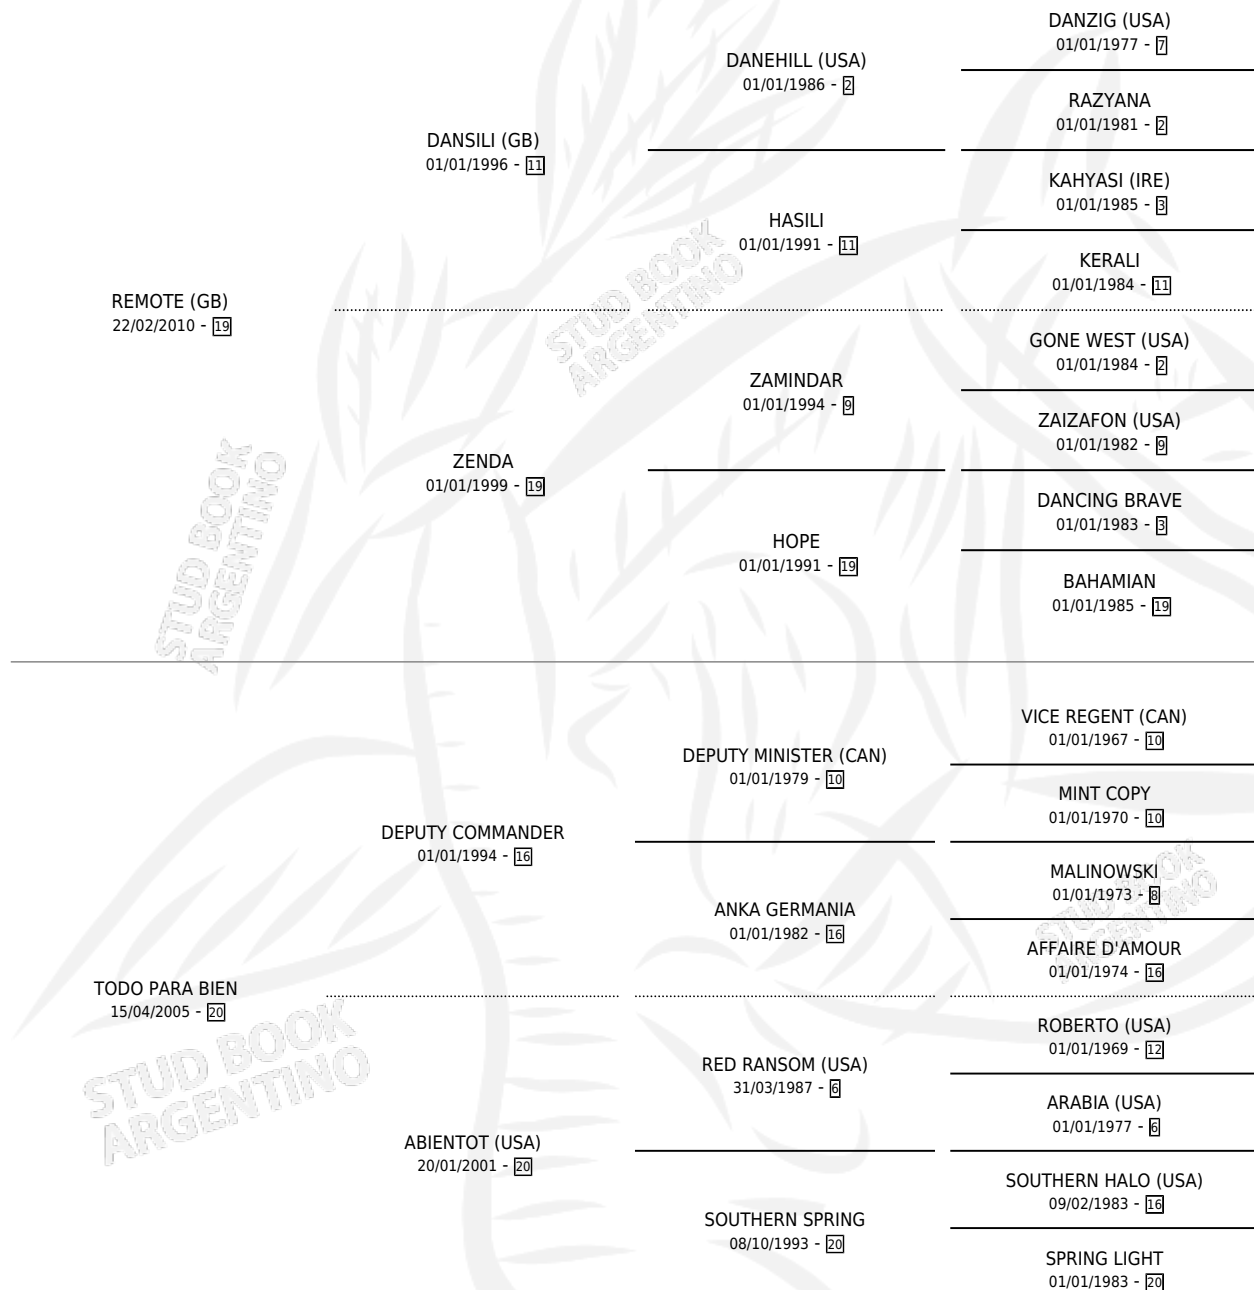 DANZIG (USA)
01/01/1977 - 7
DANEHILL (USA)
01/01/1986 - 2
RAZYANA
01/01/1981 - 2
DANSILI (GB)
01/01/1996 - 11
KAHYASI (IRE)
01/01/1985 - 3
HASILI
01/01/1991 - 11
KERALI
01/01/1984 - 11
REMOTE (GB)
22/02/2010 - 19
STUD BOOK
ARGENTINO
GONE WEST (USA)
01/01/1984 - 2
ZAMINDAR
01/01/1994 - 9
ZAIZAFON (USA)
01/01/1982 - 9
ZENDA
01/01/1999 - 19
DANCING BRAVE
01/01/1983 - 3
HOPE
01/01/1991 - 19
BAHAMIAN
01/01/1985 - 19
STUD BOOK
ARGENTINO
VICE REGENT (CAN)
01/01/1967 - 10
DEPUTY MINISTER (CAN)
01/01/1979 - 10
MINT COPY
01/01/1970 - 10
DEPUTY COMMANDER
01/01/1994 - 16
MALINOWSKI
01/01/1973 - 8
ANKA GERMANIA
01/01/1982 - 16
AFFAIRE D'AMOUR
01/01/1974 - 16
STUD BOOK
ARGENTINO
TODO PARA BIEN
15/04/2005 - 20
STUD BOOK
ARGENTINO
ROBERTO (USA)
01/01/1969 - 12
RED RANSOM (USA)
31/03/1987 - 6
ARABIA (USA)
01/01/1977 - 6
ABIENTOT (USA)
20/01/2001 - 20
SOUTHERN HALO (USA)
09/02/1983 - 16
SOUTHERN SPRING
08/10/1993 - 20
SPRING LIGHT
01/01/1983 - 20